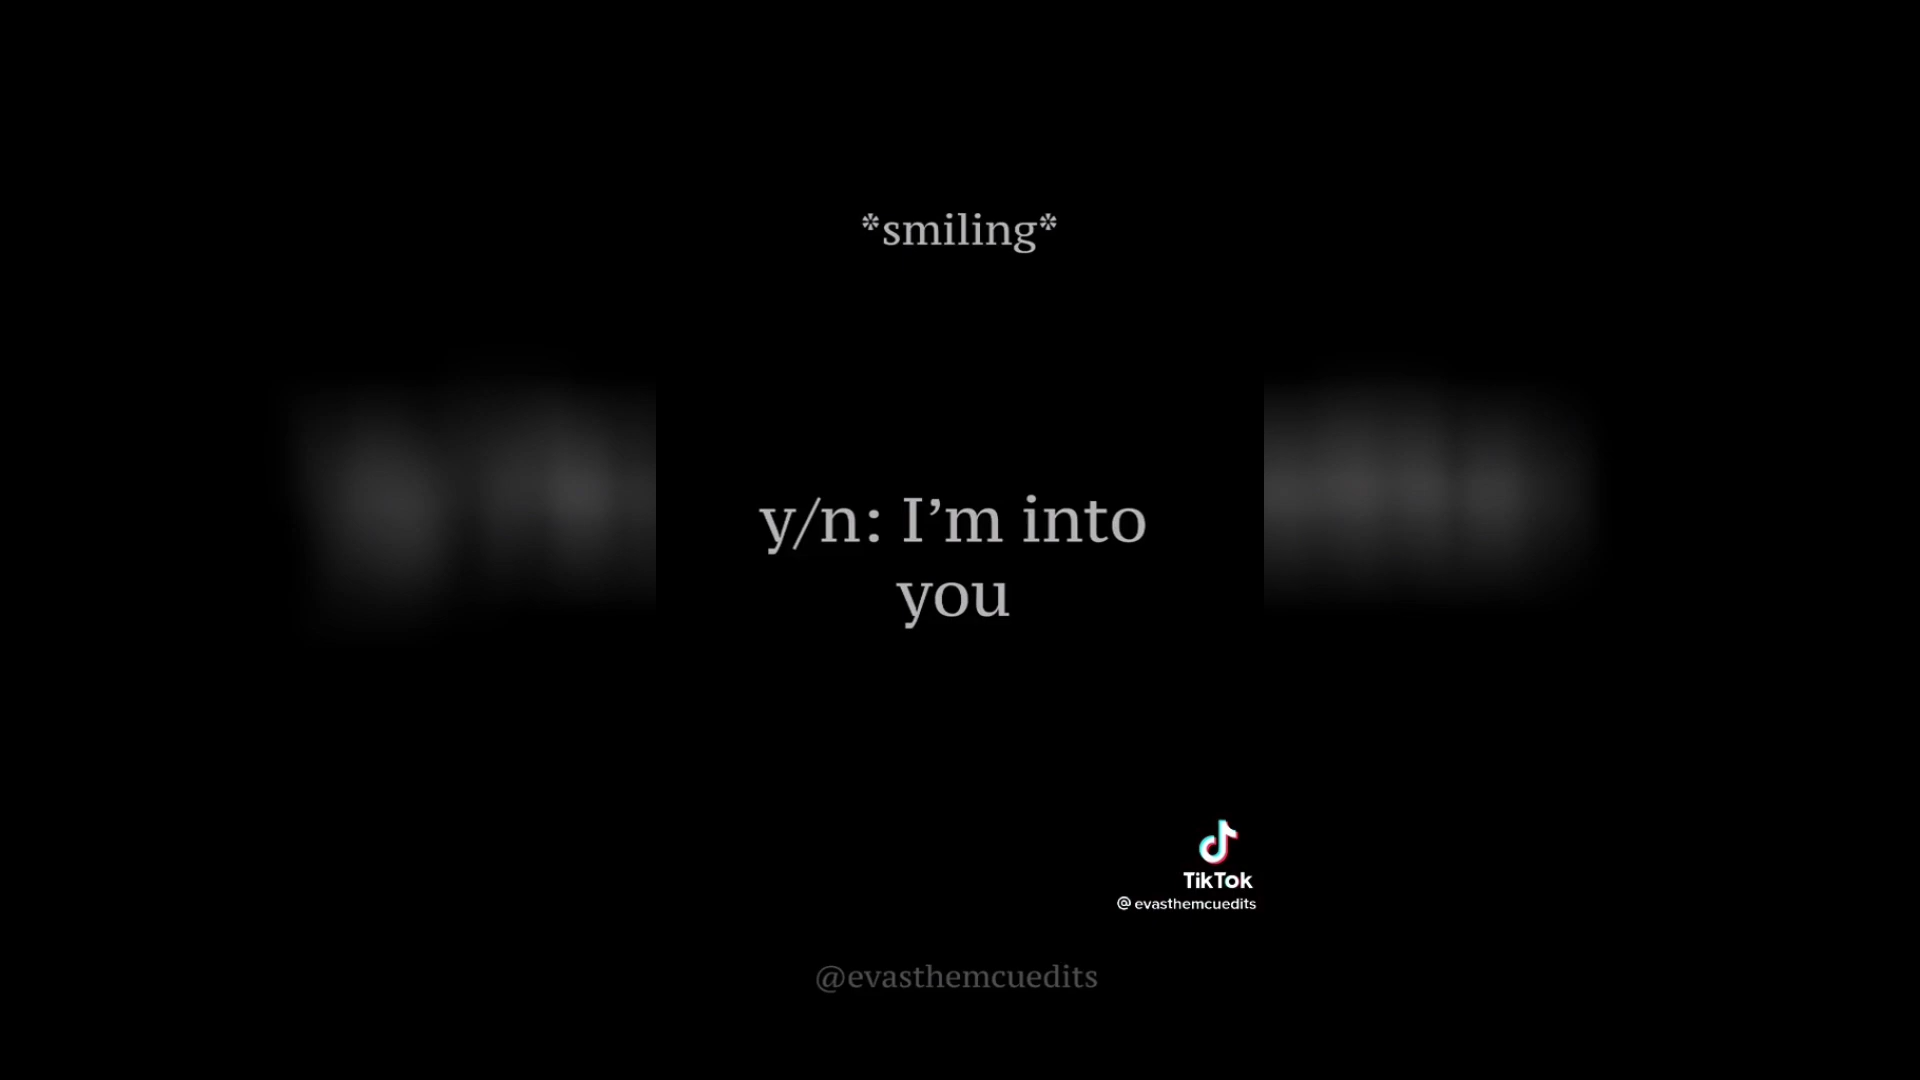 *smiling*
y/n: I’m into
you
TikTok
@evasthemcuedits
@evasthemcuedits